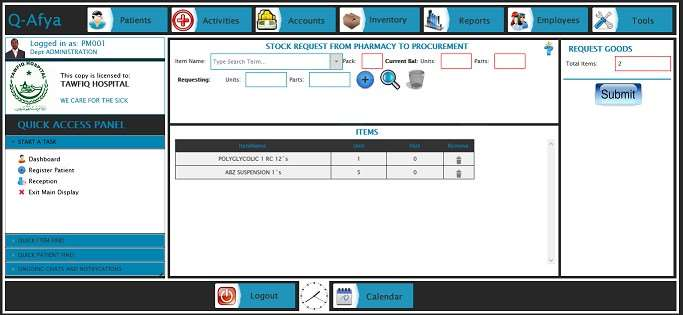 Q-Afya
Patients
Activities
Accounts
Inventory
Reports
Employees
Tools
Logged in as: PM001
Dept ADMINISTRATION
TAWFIQ HOSPITAL
This copy is licensed to:
TAWFIQ HOSPITAL
WE CARE FOR THE SICK
QUICK ACCESS PANEL
START A TASK
Dashboard
Register Patient
Reception
Exit Main Display
QUICK ITEM FIND
QUICK PATIENT FIND
ONGOING CHATS AND NOTIFICATIONS
STOCK REQUEST FROM PHARMACY TO PROCUREMENT
Item Name: Type Search Term... Pack: Current Bal: Units: Parts:
Requesting: Units: Parts:
ITEMS
ItemName Unit Part Remove
POLYGLYCOLIC 1 RC 12`s 1 0
ABZ SUSPENSION 1`s 5 0
REQUEST GOODS
Total Items: 2
Submit
Logout
Calendar